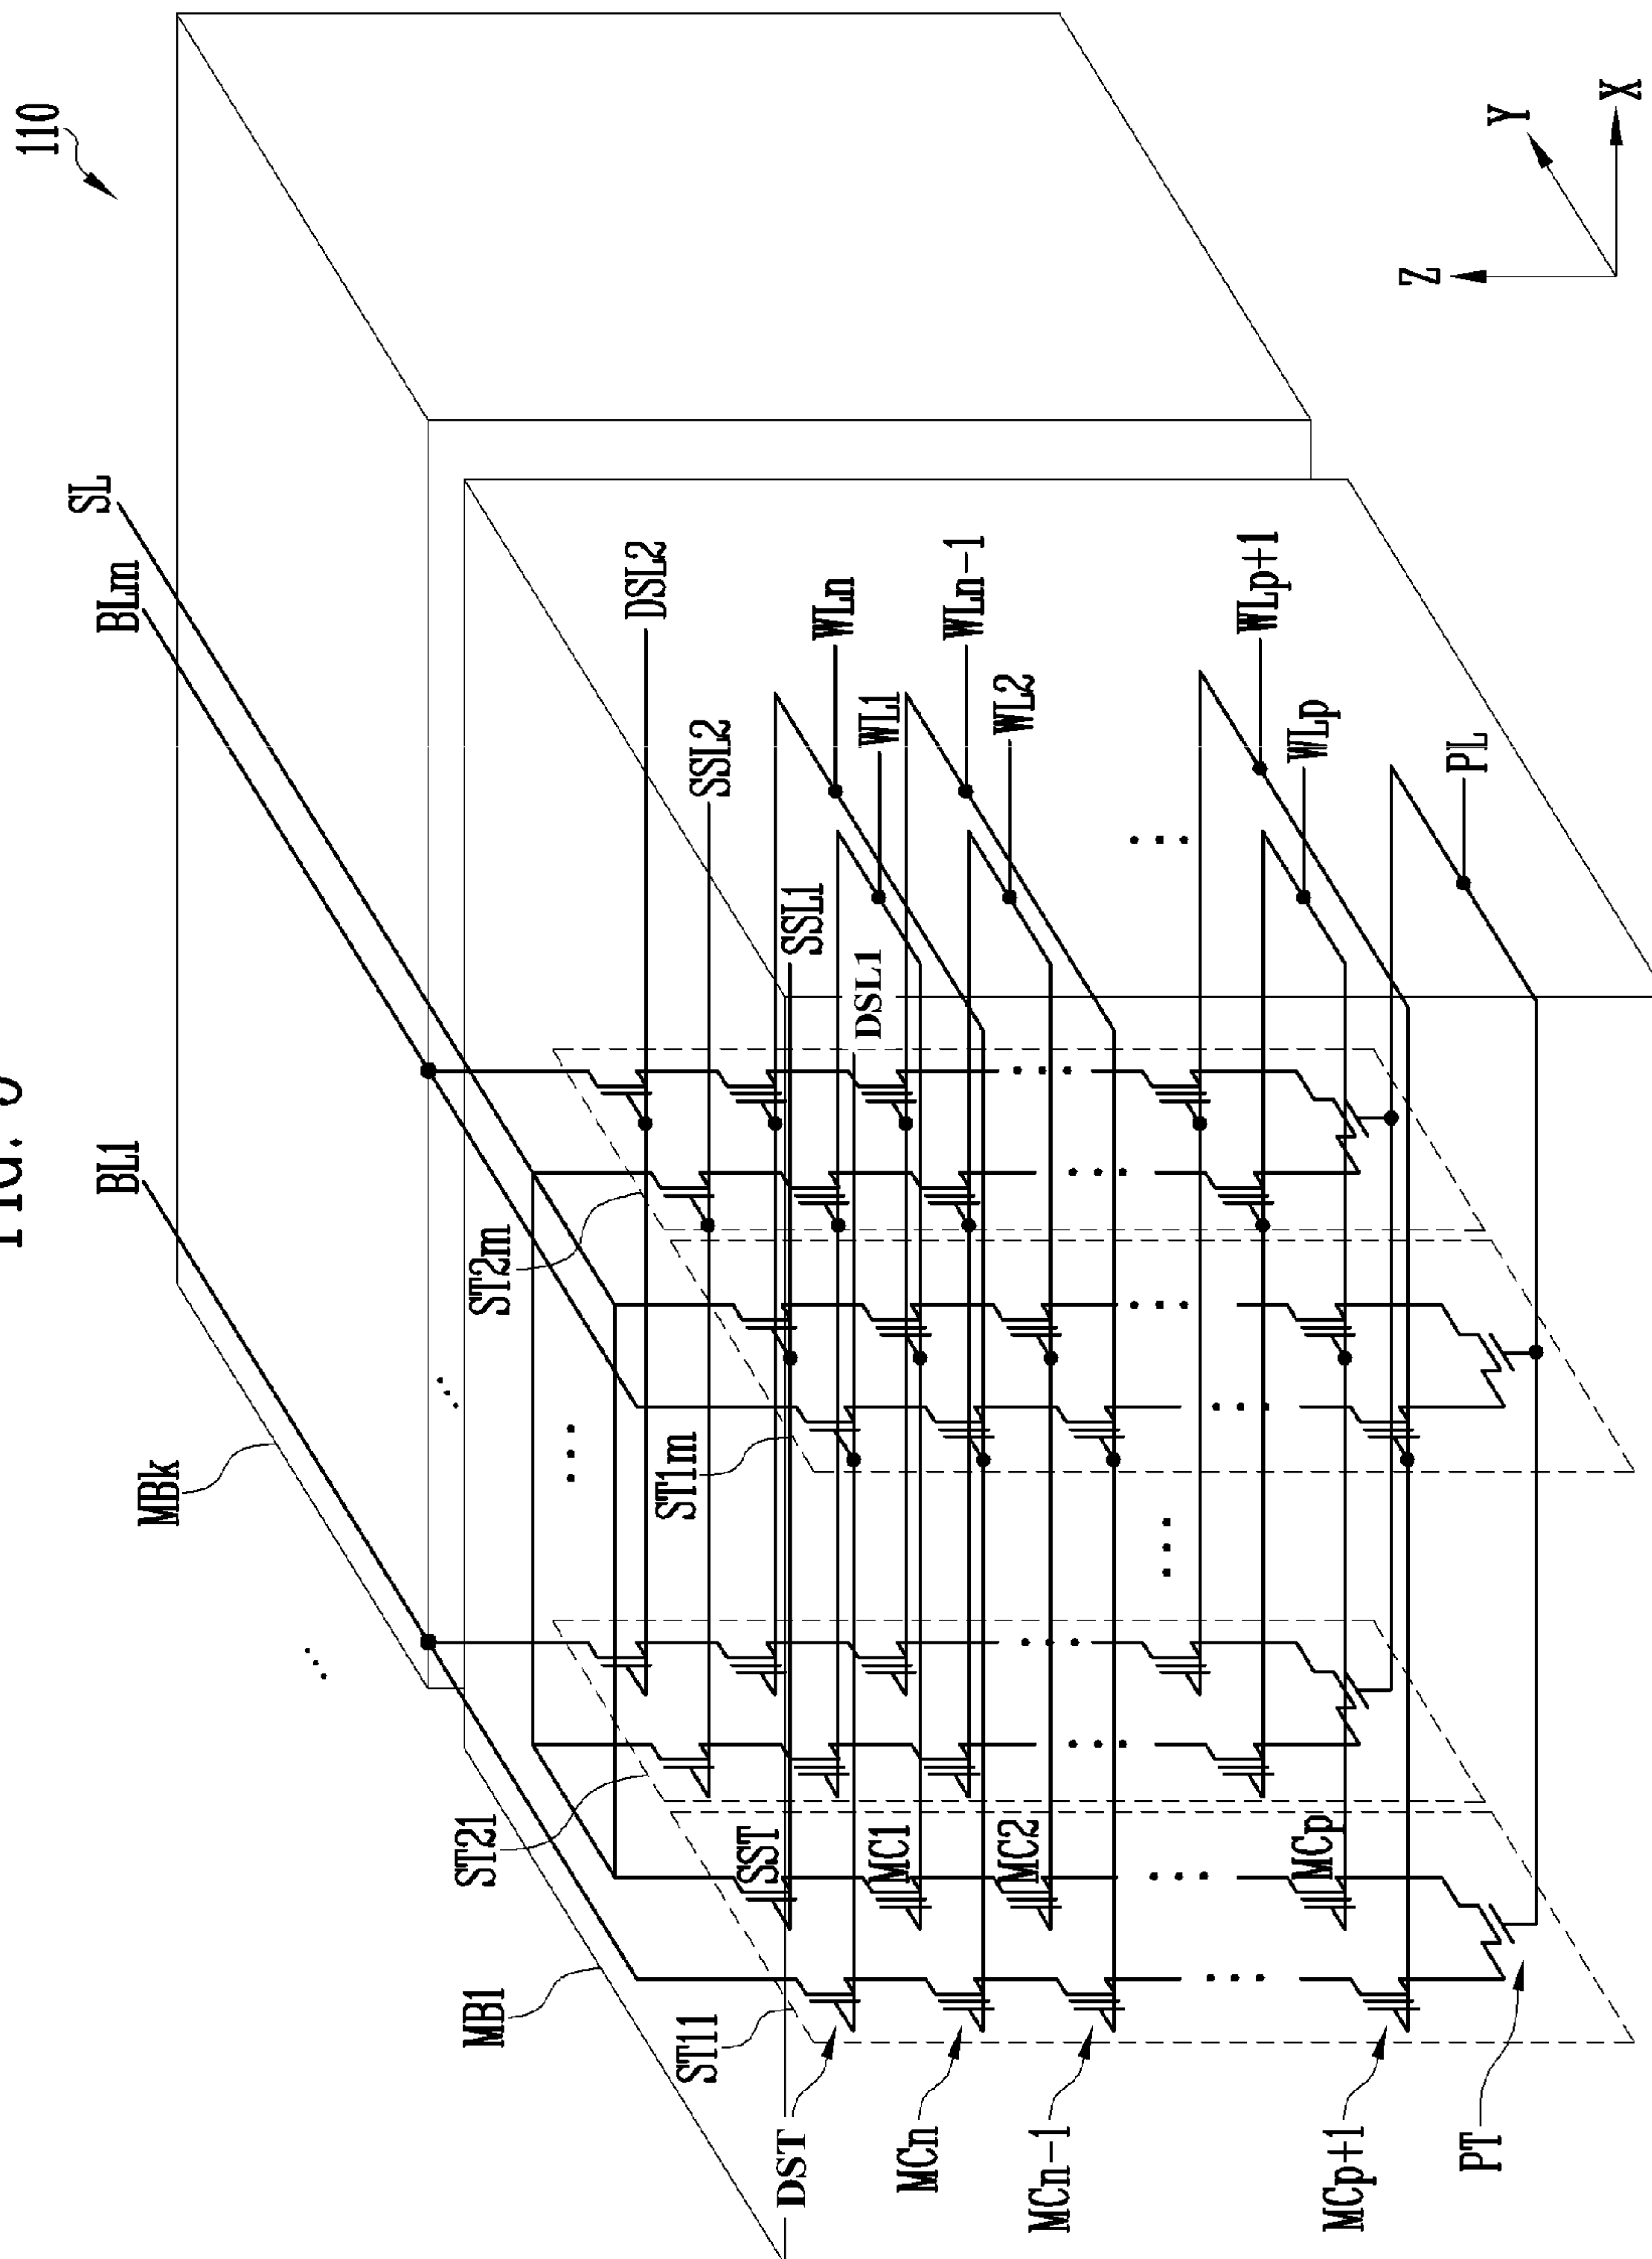 FIG.
110
SL
BLm
BL1
MBk
MB1
DSL2
SSL2
WLn
WL1
SSL1
DSL1
WLn-1
WL2
WLp+1
WLp
PL
ST2m
ST1m
ST21
ST11
SST
MC1
MC2
MCp
DST
MCn
MCn-1
MCp+1
PT
Z
Y
X